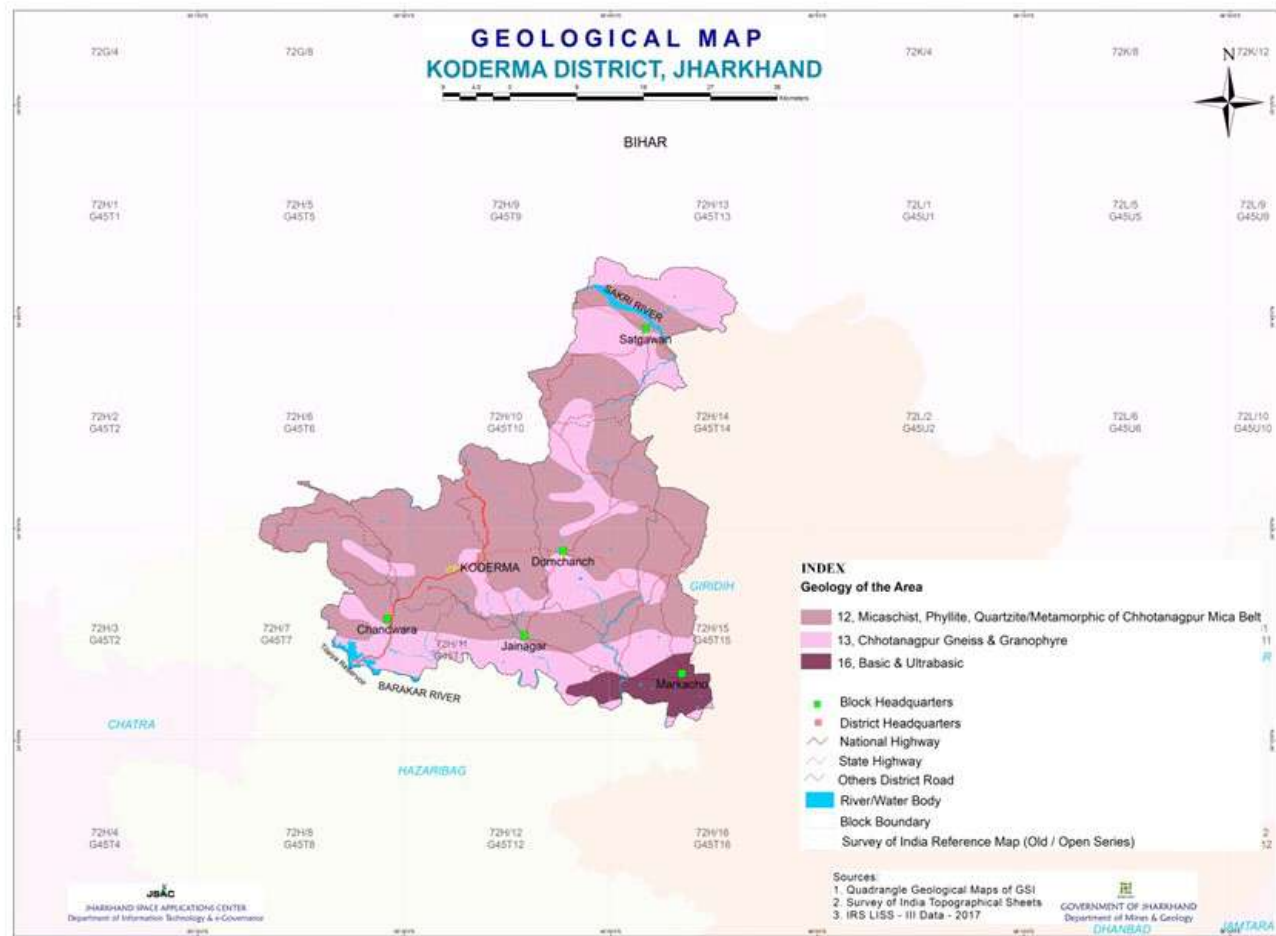 GEOLOGICAL MAP
KODERMA DISTRICT, JHARKHAND
Kilometers
N
72G/4
72G/8
72K/4
72K/8
72K/12
BIHAR
72H/1
G45T1
72H/5
G45T5
72H/9
G45T9
72H/13
G45T13
72L/1
G45U1
72L/5
G45U5
72L/9
G45U9
SAKRI RIVER
Satgawan
72H/2
G45T2
72H/6
G45T6
72H/10
G45T10
72H/14
G45T14
72L/2
G45U2
72L/6
G45U6
72L/10
G45U10
KODERMA
Domchanch
GIRIDIH
72H/3
G45T3
72H/7
G45T7
Chandwara
72H/11
Jainagar
72H/15
G45T15
Markacho
Tilaiya Reservoir
BARAKAR RIVER
CHATRA
HAZARIBAG
72H/4
G45T4
72H/8
G45T8
72H/12
G45T12
72H/16
G45T16
INDEX
Geology of the Area
12, Micaschist, Phyllite, Quartzite/Metamorphic of Chhotanagpur Mica Belt
13, Chhotanagpur Gneiss & Granophyre
16, Basic & Ultrabasic
Block Headquarters
District Headquarters
National Highway
State Highway
Others District Road
River/Water Body
Block Boundary
Survey of India Reference Map (Old / Open Series)
Sources:
1. Quadrangle Geological Maps of GSI
2. Survey of India Topographical Sheets
3. IRS LISS - III Data - 2017
JSAC
JHARKHAND SPACE APPLICATIONS CENTER
Department of Information Technology & e-Governance
GOVERNMENT OF JHARKHAND
Department of Mines & Geology
DHANBAD
JAMTARA